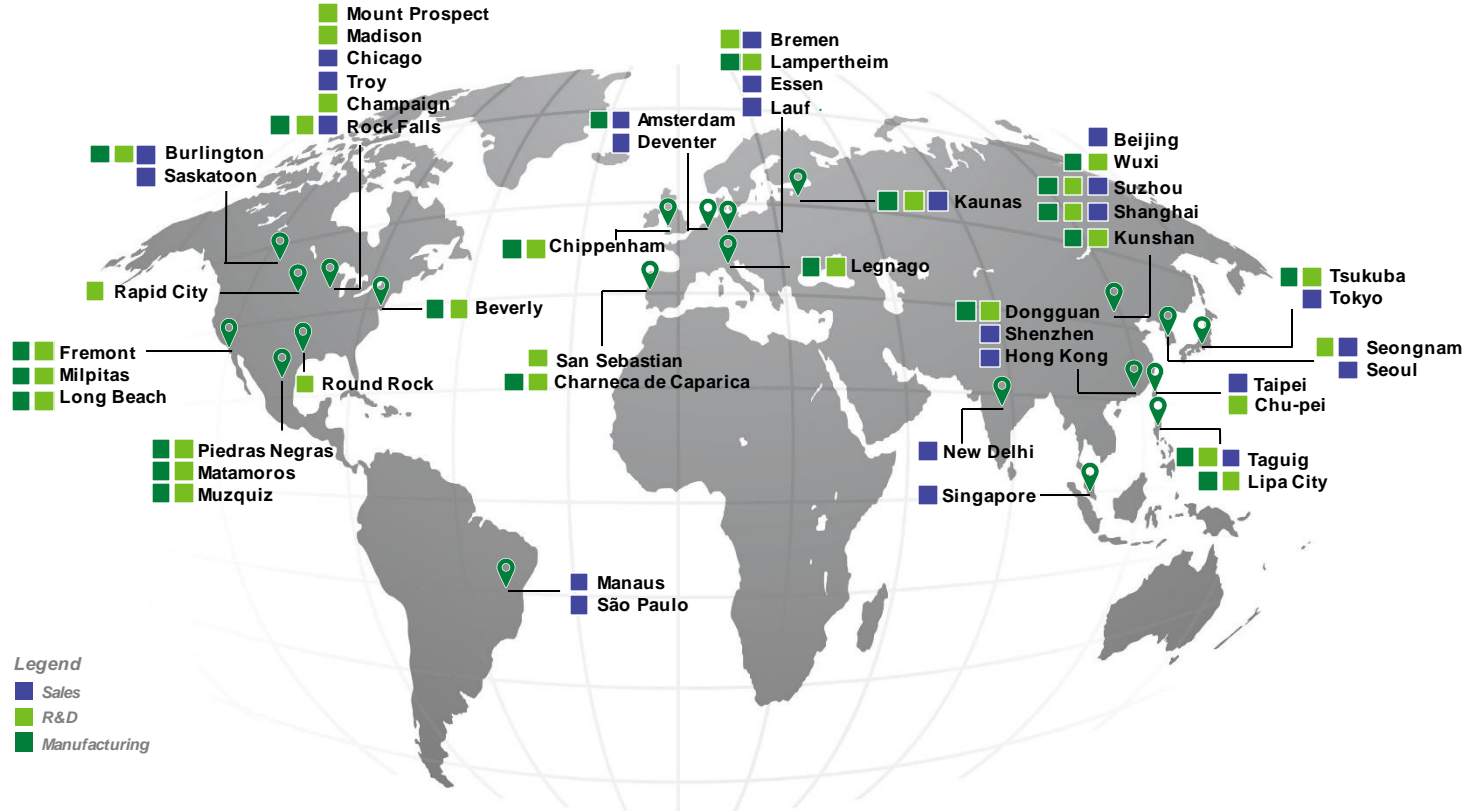 Mount Prospect
Madison
Chicago
Troy
Champaign
Rock Falls
Burlington
Saskatoon
Rapid City
Beverly
Fremont
Milpitas
Long Beach
Round Rock
Piedras Negras
Matamoros
Muzquiz
Manaus
São Paulo
Bremen
Lampertheim
Essen
Lauf
Amsterdam
Deventer
Kaunas
Chippenham
Legnago
San Sebastian
Charneca de Caparica
Beijing
Wuxi
Suzhou
Shanghai
Kunshan
Tsukuba
Tokyo
Dongguan
Shenzhen
Hong Kong
Seongnam
Seoul
Taipei
Chu-pei
New Delhi
Taguig
Lipa City
Singapore
Legend
Sales
R&D
Manufacturing